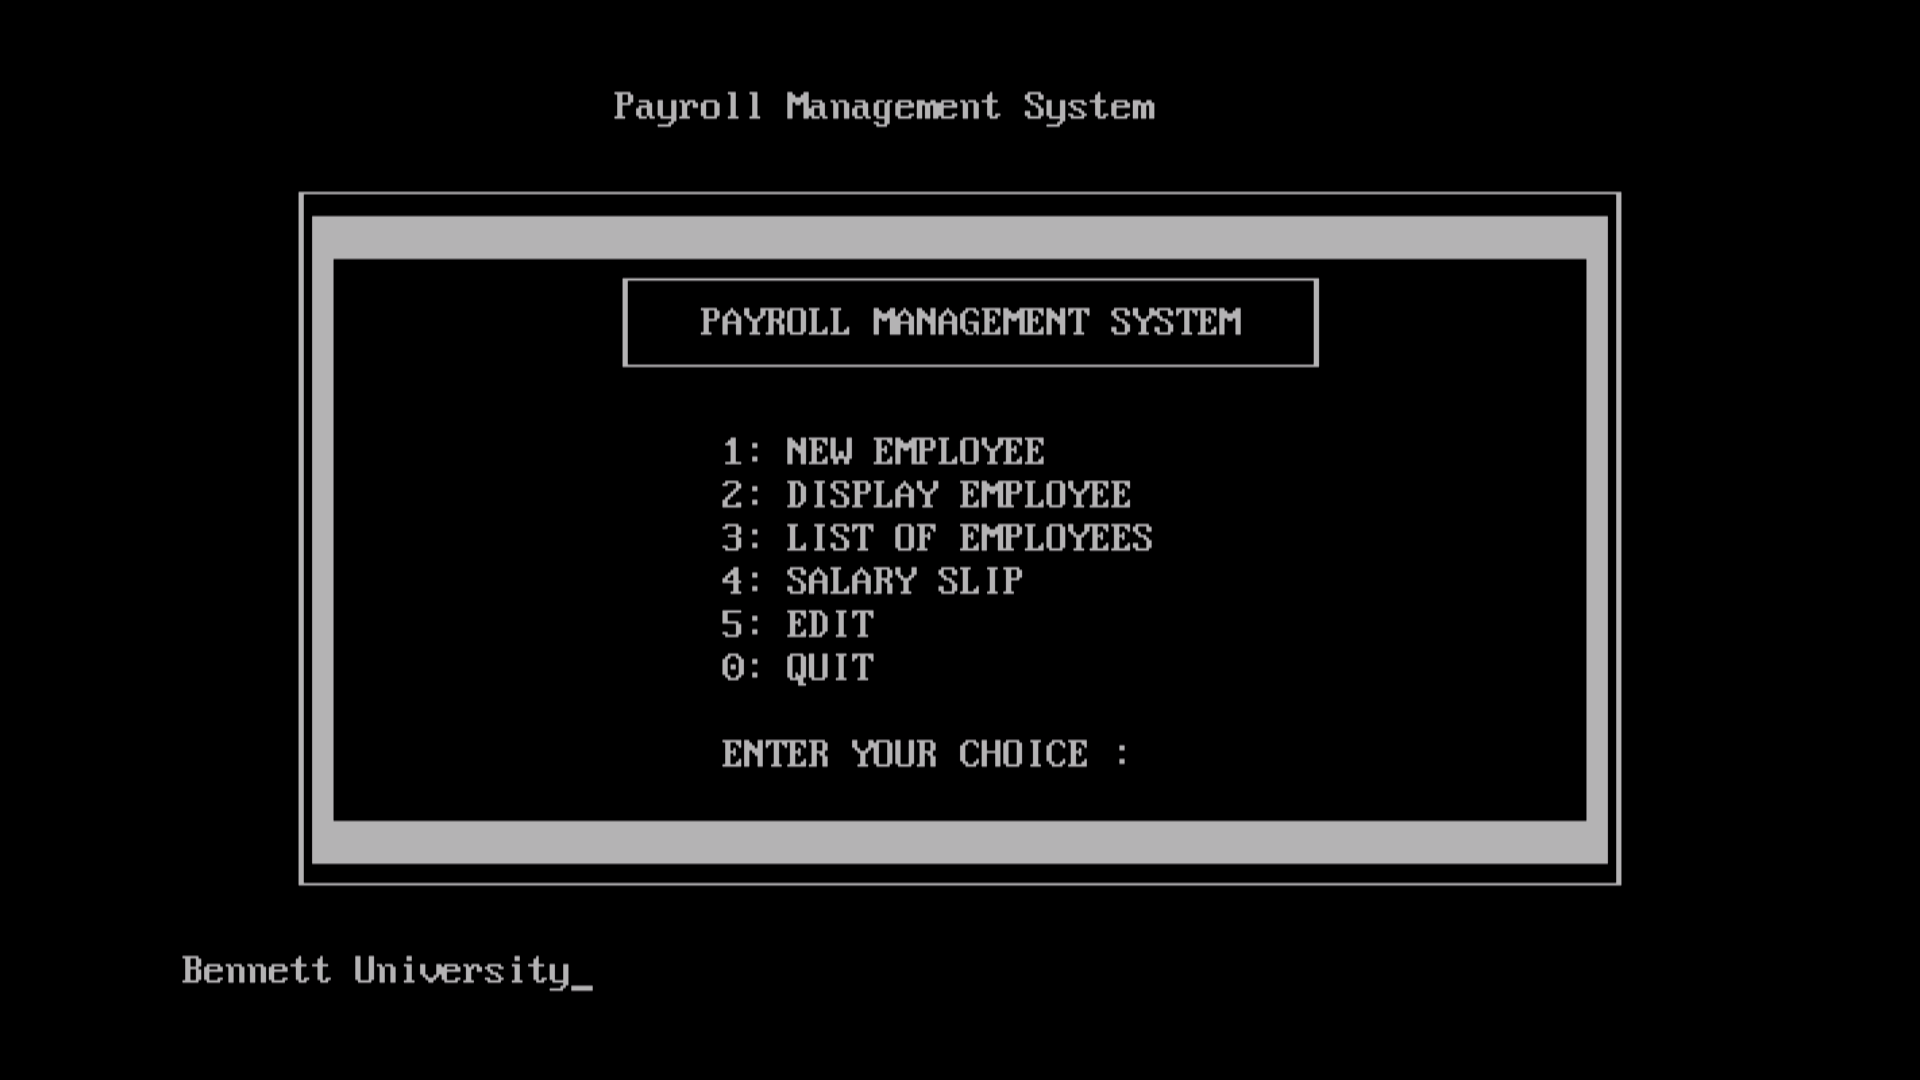 Payroll Management System
PAYROLL MANAGEMENT SYSTEM
1: NEW EMPLOYEE
2: DISPLAY EMPLOYEE
3: LIST OF EMPLOYEES
4: SALARY SLIP
5: EDIT
0: QUIT
ENTER YOUR CHOICE :
Bennett University_